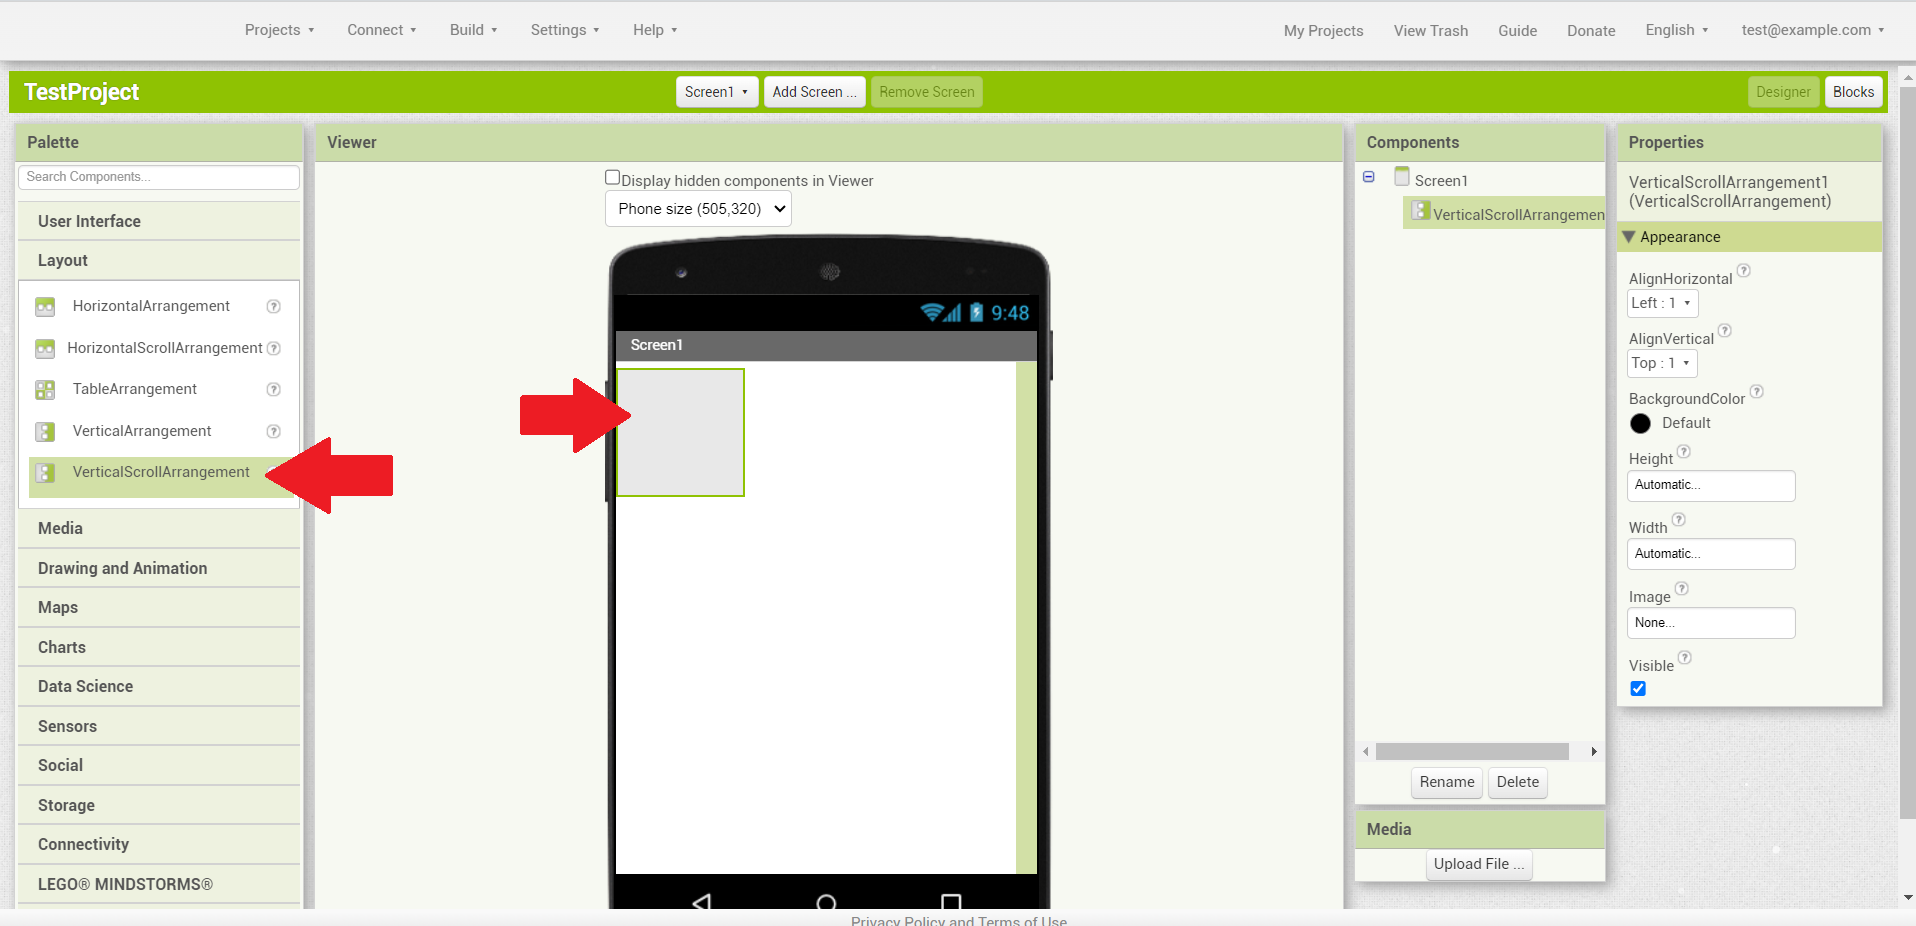 Projects ▾ Connect ▾ Build ▾ Settings ▾ Help ▾ My Projects View Trash Guide Donate English ▾ test@example.com ▾
TestProject Screen1 ▾ Add Screen ... Remove Screen Designer Blocks
Palette
Search Components...
User Interface
Layout
HorizontalArrangement ?
HorizontalScrollArrangement ?
TableArrangement ?
VerticalArrangement ?
VerticalScrollArrangement
Media
Drawing and Animation
Maps
Charts
Data Science
Sensors
Social
Storage
Connectivity
LEGO® MINDSTORMS®
Viewer
Display hidden components in Viewer
Phone size (505,320)
9:48
Screen1
Components
Screen1
VerticalScrollArrangemen
Rename Delete
Media
Upload File ...
Properties
VerticalScrollArrangement1
(VerticalScrollArrangement)
Appearance
AlignHorizontal ?
Left : 1 ▾
AlignVertical ?
Top : 1 ▾
BackgroundColor ?
Default
Height ?
Automatic...
Width ?
Automatic...
Image ?
None...
Visible ?
Privacy Policy and Terms of Use